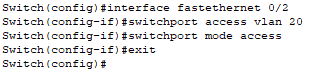 Switch(config)#interface fastethernet 0/2
Switch(config-if)#switchport access vlan 20
Switch(config-if)#switchport mode access
Switch(config-if)#exit
Switch(config)#